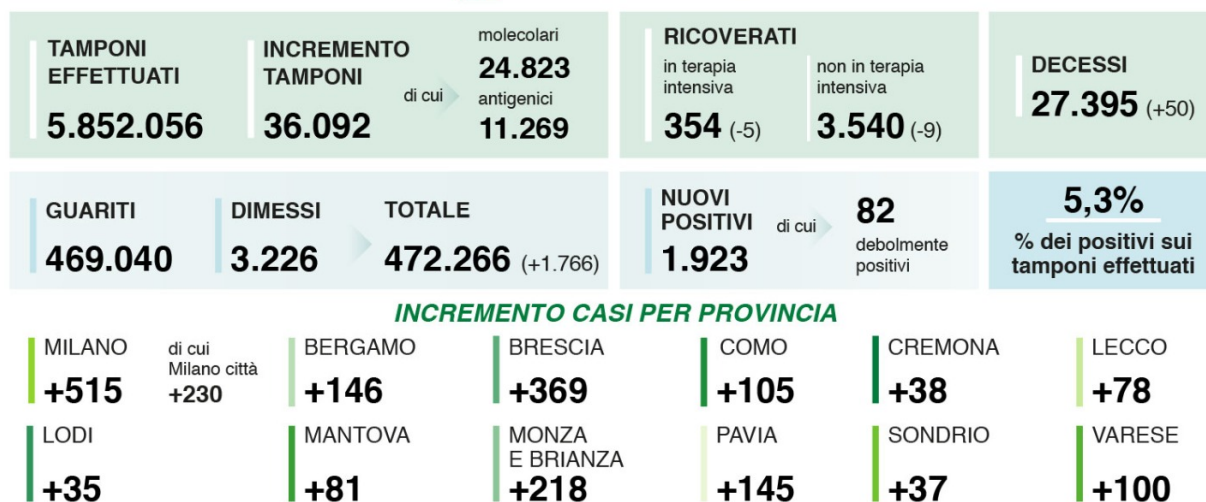 TAMPONI
EFFETTUATI
5.852.056
INCREMENTO
TAMPONI
36.092
di cui
molecolari
24.823
antigenici
11.269
RICOVERATI
in terapia
intensiva
354 (-5)
non in terapia
intensiva
3.540 (-9)
DECESSI
27.395 (+50)
GUARITI
469.040
DIMESSI
3.226
TOTALE
472.266 (+1.766)
NUOVI
POSITIVI
1.923
di cui
82
debolmente
positivi
5,3%
% dei positivi sui
tamponi effettuati
INCREMENTO CASI PER PROVINCIA
MILANO
+515
di cui
Milano città
+230
BERGAMO
+146
BRESCIA
+369
COMO
+105
CREMONA
+38
LECCO
+78
LODI
+35
MANTOVA
+81
MONZA
E BRIANZA
+218
PAVIA
+145
SONDRIO
+37
VARESE
+100